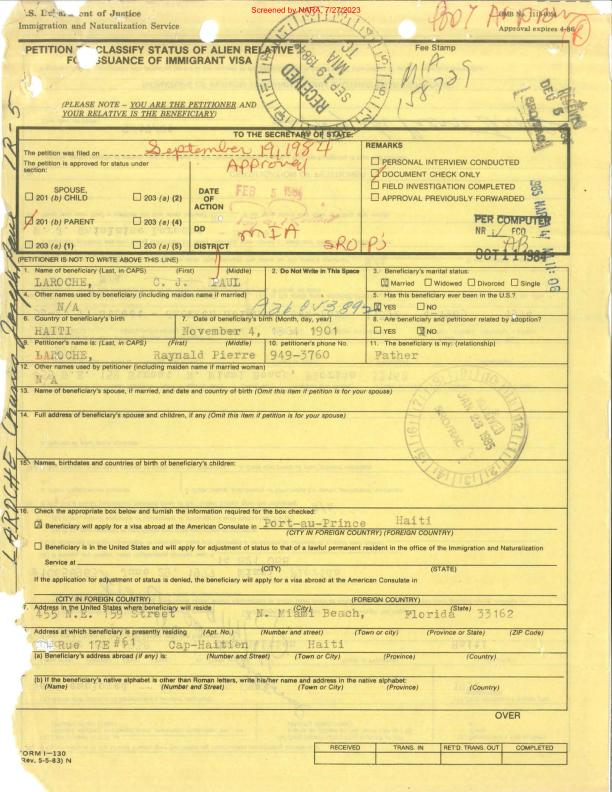 Screened by NARA, 7/27/2023
U.S. Department of Justice
Immigration and Naturalization Service
OMB No. 1115-0054
Approval expires 4-86
PETITION TO CLASSIFY STATUS OF ALIEN RELATIVE
FOR ISSUANCE OF IMMIGRANT VISA
Fee Stamp
RECEIVED
SEP 19 1984
MIA
TC
MIA
158729
(PLEASE NOTE – YOU ARE THE PETITIONER AND
YOUR RELATIVE IS THE BENEFICIARY)
DEC 5 1984
IR-5
TO THE SECRETARY OF STATE:
The petition was filed on September 19, 1984
The petition is approved for status under section:
Approved
SPOUSE,
201 (b) CHILD
203 (a) (2)
201 (b) PARENT
203 (a) (4)
203 (a) (1)
203 (a) (5)
DATE
OF
ACTION
FEB 5 1985
DD
MIA
DISTRICT
SRO-PJ
REMARKS
PERSONAL INTERVIEW CONDUCTED
DOCUMENT CHECK ONLY
FIELD INVESTIGATION COMPLETED
APPROVAL PREVIOUSLY FORWARDED
PER COMPUTER
NR FCO
OCT 11 1984
1985 MAR 14
(PETITIONER IS NOT TO WRITE ABOVE THIS LINE)
1. Name of beneficiary (Last, in CAPS) (First) (Middle)
LAROCHE, C. J. PAUL
2. Do Not Write in This Space
3. Beneficiary's marital status:
Married Widowed Divorced Single
4. Other names used by beneficiary (including maiden name if married)
N/A
5. Has this beneficiary ever been in the U.S.?
YES NO
6. Country of beneficiary's birth
HAITI
7. Date of beneficiary's birth (Month, day, year)
November 4, 1901
8. Are beneficiary and petitioner related by adoption?
YES NO
9. Petitioner's name is: (Last, in CAPS) (First) (Middle)
LAROCHE, Raynald Pierre
10. petitioner's phone No.
949-3760
11. The beneficiary is my: (relationship)
Father
12. Other names used by petitioner (including maiden name if married woman)
N/A
13. Name of beneficiary's spouse, if married, and date and country of birth (Omit this item if petition is for your spouse)
14. Full address of beneficiary's spouse and children, if any (Omit this item if petition is for your spouse)
JAN 28 1985
15. Names, birthdates and countries of birth of beneficiary's children:
16. Check the appropriate box below and furnish the information required for the box checked:
Beneficiary will apply for a visa abroad at the American Consulate in Port-au-Prince Haiti
(CITY IN FOREIGN COUNTRY) (FOREIGN COUNTRY)
Beneficiary is in the United States and will apply for adjustment of status to that of a lawful permanent resident in the office of the Immigration and Naturalization
Service at
(CITY) (STATE)
If the application for adjustment of status is denied, the beneficiary will apply for a visa abroad at the American Consulate in
(CITY IN FOREIGN COUNTRY) (FOREIGN COUNTRY)
Address in the United States where beneficiary will reside (City) (State)
455 N.E. 159 Street N. Miami Beach, Florida 33162
Address at which beneficiary is presently residing (Apt. No.) (Number and street) (Town or city) (Province or State) (ZIP Code)
Rue 17E #61 Cap-Haitien Haiti
(a) Beneficiary's address abroad (if any) is: (Number and Street) (Town or City) (Province) (Country)
(b) If the beneficiary's native alphabet is other than Roman letters, write his/her name and address in the native alphabet:
(Name) (Number and Street) (Town or City) (Province) (Country)
OVER
FORM I-130
(Rev. 5-5-83) N
RECEIVED TRANS. IN RET'D. TRANS. OUT COMPLETED